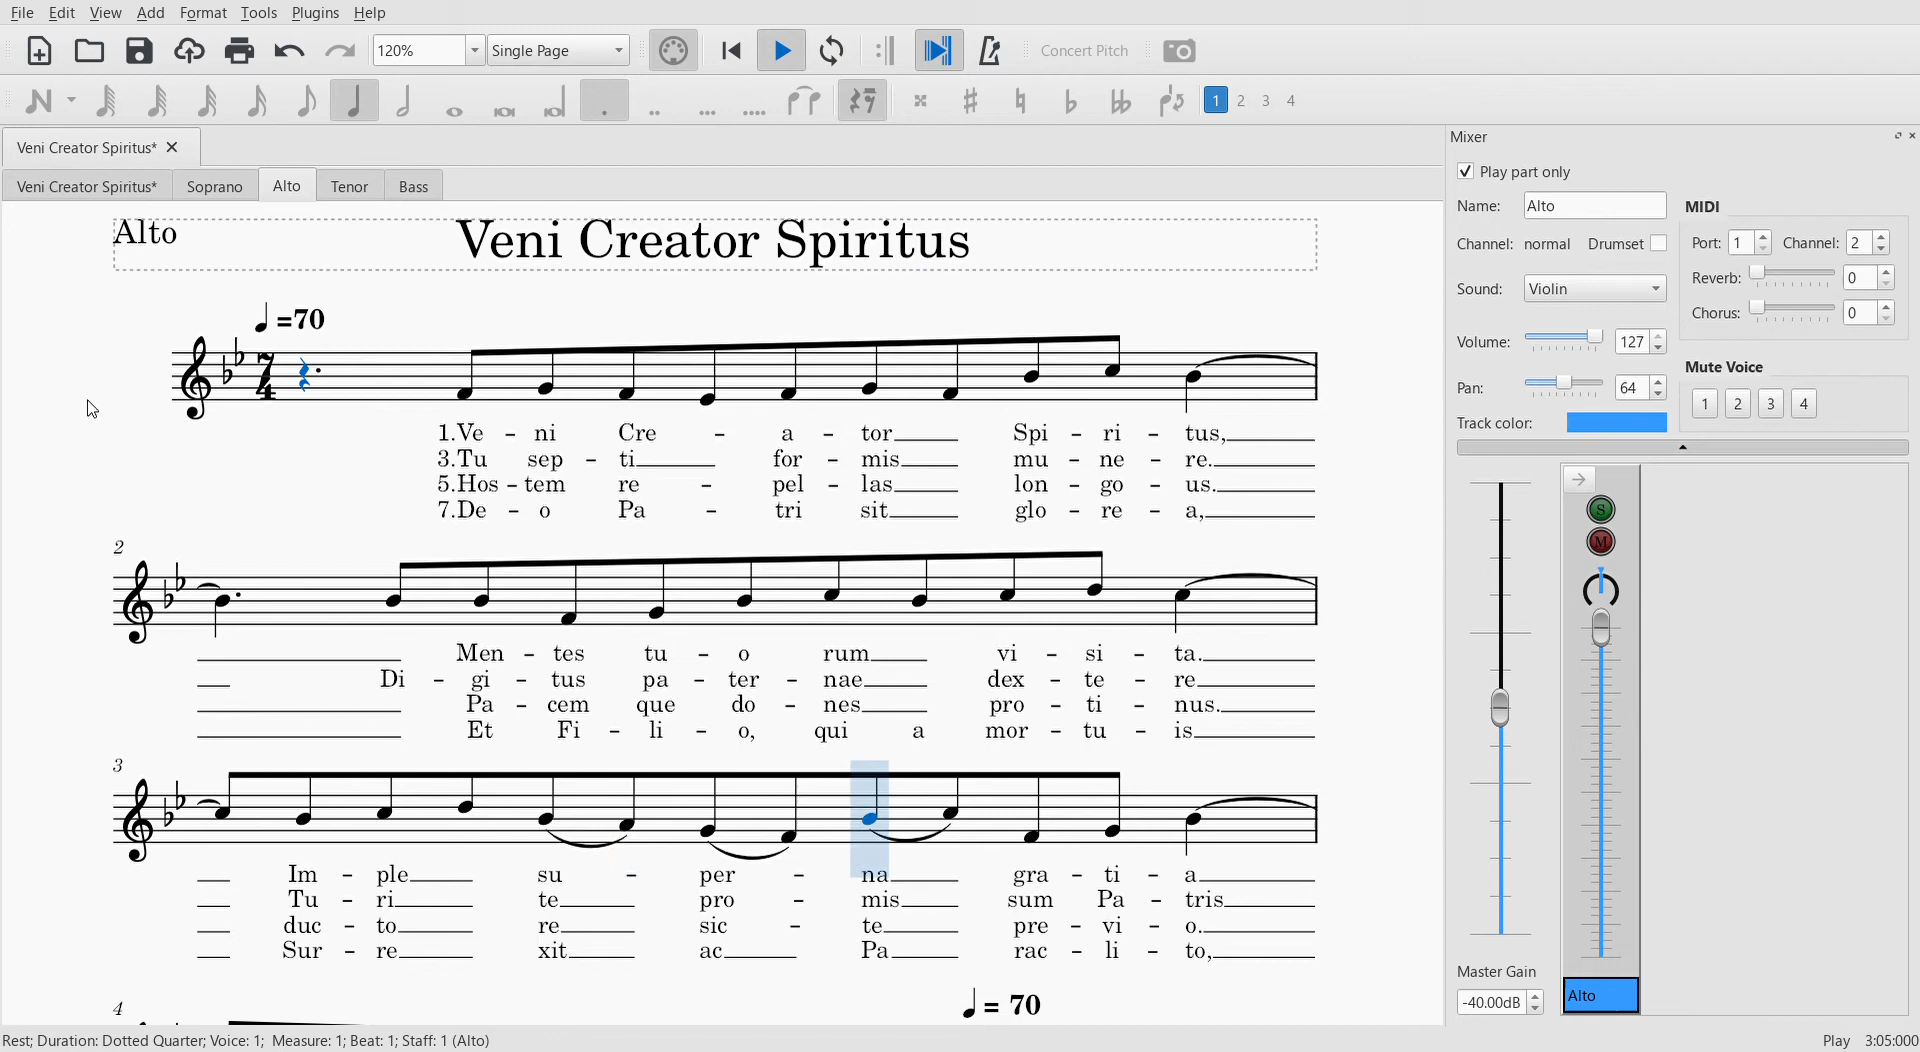 File Edit View Add Format Tools Plugins Help
120% Single Page Concert Pitch
1 2 3 4
Veni Creator Spiritus*
Veni Creator Spiritus* Soprano Alto Tenor Bass
Alto
Veni Creator Spiritus
=70
7
4
1.Ve - ni Cre - a - tor Spi - ri - tus,
3.Tu sep - ti for - mis mu - ne - re.
5.Hos - tem re - pel - las lon - go - us.
7.De - o Pa - tri sit glo - re - a,
2
Men - tes tu - o rum vi - si - ta.
Di - gi - tus pa - ter - nae dex - te - re
Pa - cem que do - nes pro - ti - nus.
Et Fi - li - o, qui a mor - tu - is
3
Im - ple su - per - na gra - ti - a
Tu - ri te pro - mis sum Pa - tris
duc - to re sic - te pre - vi - o.
Sur - re xit ac Pa rac - li - to,
4
= 70
Mixer
Play part only
Name: Alto
Channel: normal Drumset
Sound: Violin
Volume: 127
Pan: 64
Track color:
MIDI
Port: 1 Channel: 2
Reverb: 0
Chorus: 0
Mute Voice
1 2 3 4
S
M
Master Gain
-40.00dB
Alto
Rest; Duration: Dotted Quarter; Voice: 1; Measure: 1; Beat: 1; Staff: 1 (Alto)
Play 3:05:000